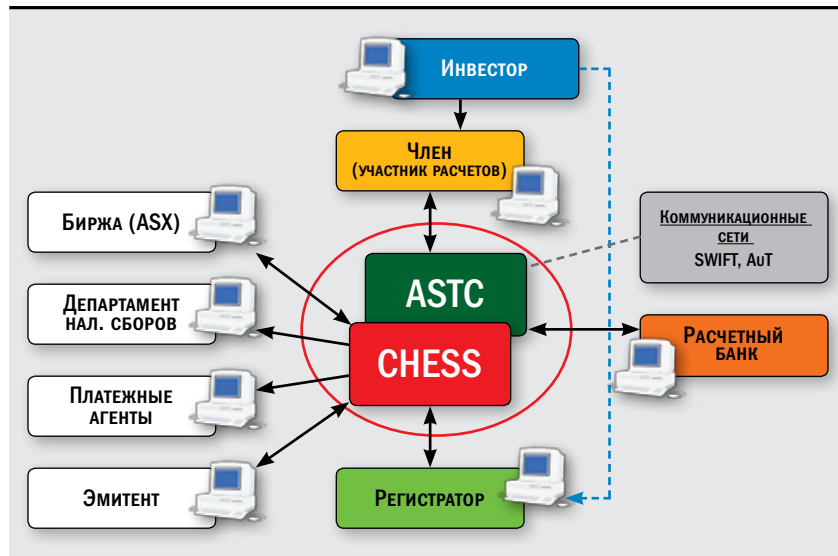 Инвестор
Член
(участник расчетов)
Биржа (ASX)
Коммуникационные
сети
SWIFT, AuT
ASTC
Департамент
нал. сборов
Расчетный
банк
CHESS
Платежные
агенты
Эмитент
Регистратор